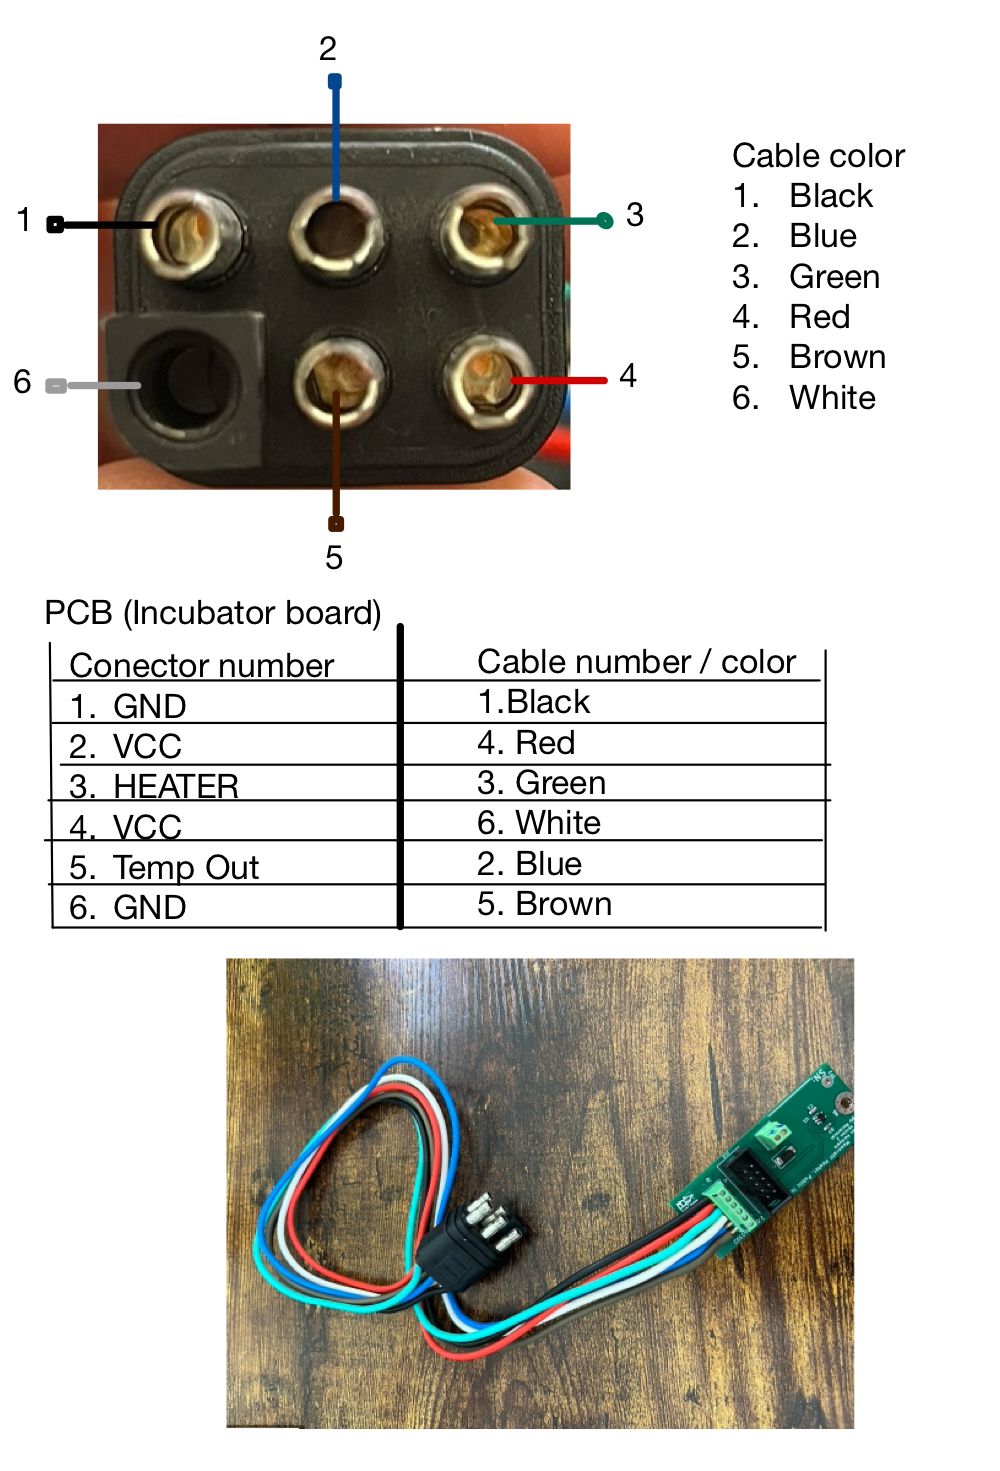 2
1
3
6
4
5
Cable color
1. Black
2. Blue
3. Green
4. Red
5. Brown
6. White
PCB (Incubator board)
Conector number Cable number / color
1. GND 1.Black
2. VCC 4. Red
3. HEATER 3. Green
4. VCC 6. White
5. Temp Out 2. Blue
6. GND 5. Brown